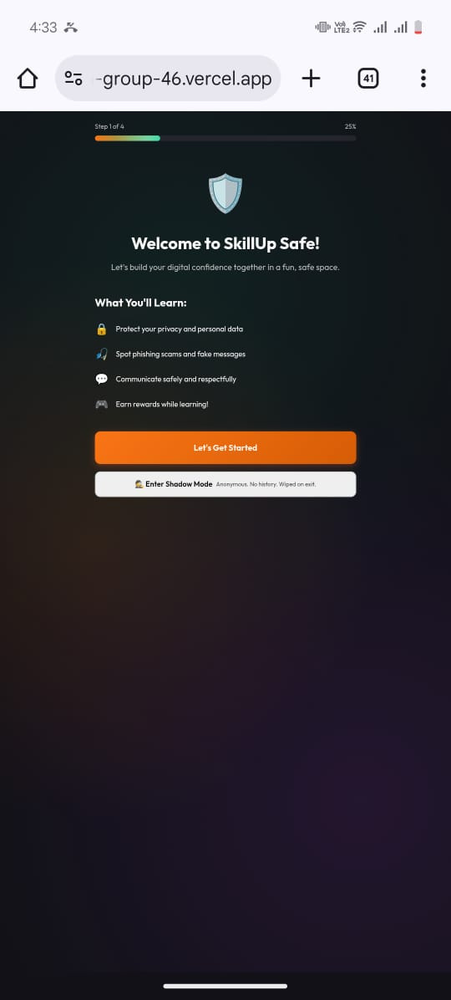 4:33
Vo)) LTE2
-group-46.vercel.app
41
Step 1 of 4
25%
Welcome to SkillUp Safe!
Let's build your digital confidence together in a fun, safe space.
What You'll Learn:
Protect your privacy and personal data
Spot phishing scams and fake messages
Communicate safely and respectfully
Earn rewards while learning!
Let's Get Started
Enter Shadow Mode Anonymous. No history. Wiped on exit.